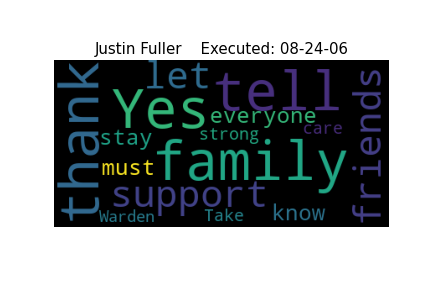 Justin Fuller    Executed: 08-24-06
thank
let
tell
friends
Yes
everyone
stay
strong
care
must
family
support
Warden
Take
know